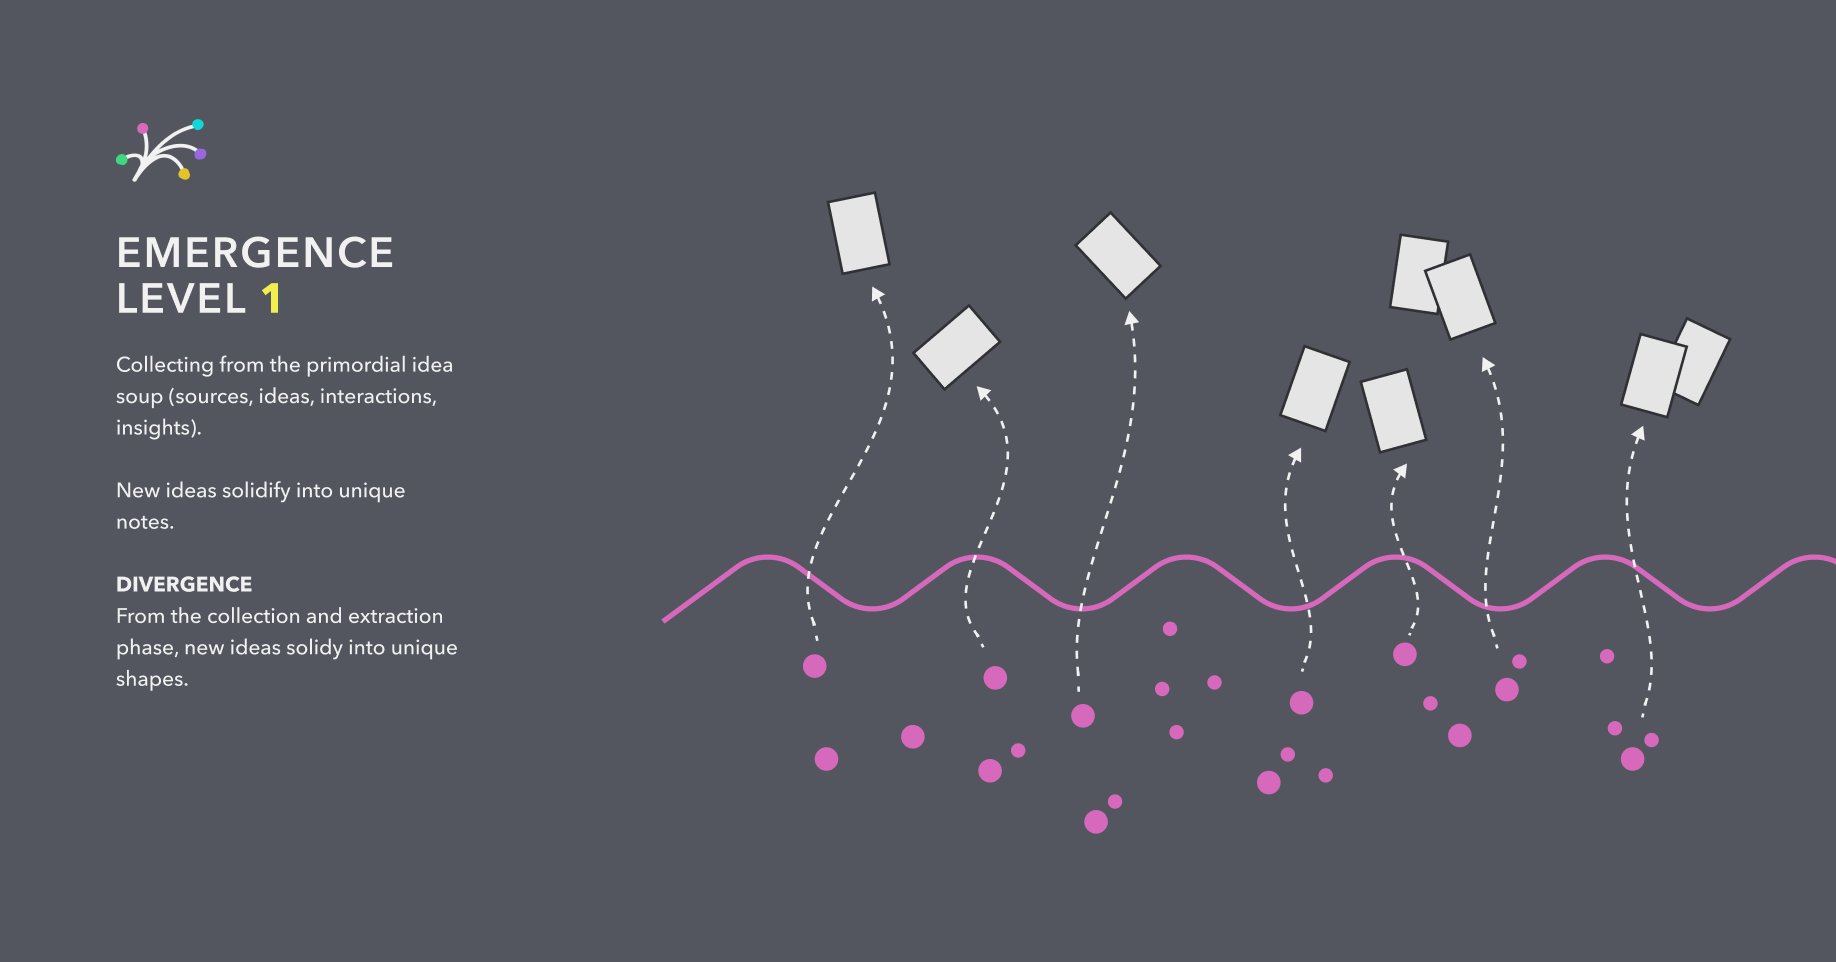 EMERGENCE
LEVEL 1
Collecting from the primordial idea
soup (sources, ideas, interactions,
insights).
New ideas solidify into unique
notes.
DIVERGENCE
From the collection and extraction
phase, new ideas solidy into unique
shapes.